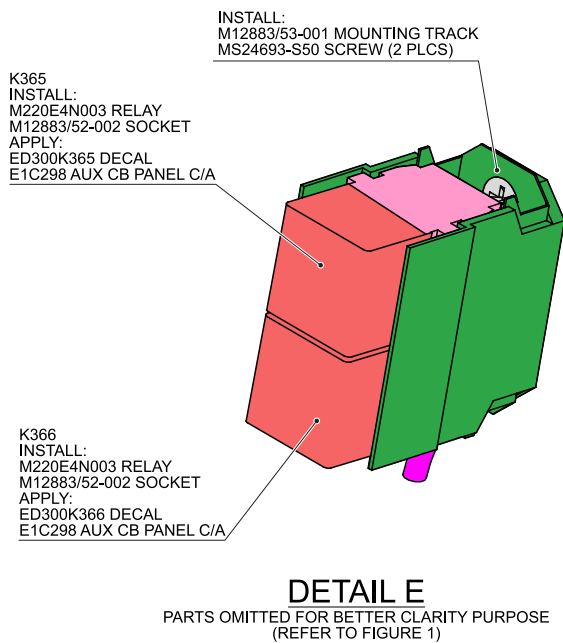 INSTALL:
M12883/53-001 MOUNTING TRACK
MS24693-S50 SCREW (2 PLCS)
K365
INSTALL:
M220E4N003 RELAY
M12883/52-002 SOCKET
APPLY:
ED300K365 DECAL
E1C298 AUX CB PANEL C/A
K366
INSTALL:
M220E4N003 RELAY
M12883/52-002 SOCKET
APPLY:
ED300K366 DECAL
E1C298 AUX CB PANEL C/A
DETAIL E
PARTS OMITTED FOR BETTER CLARITY PURPOSE
(REFER TO FIGURE 1)